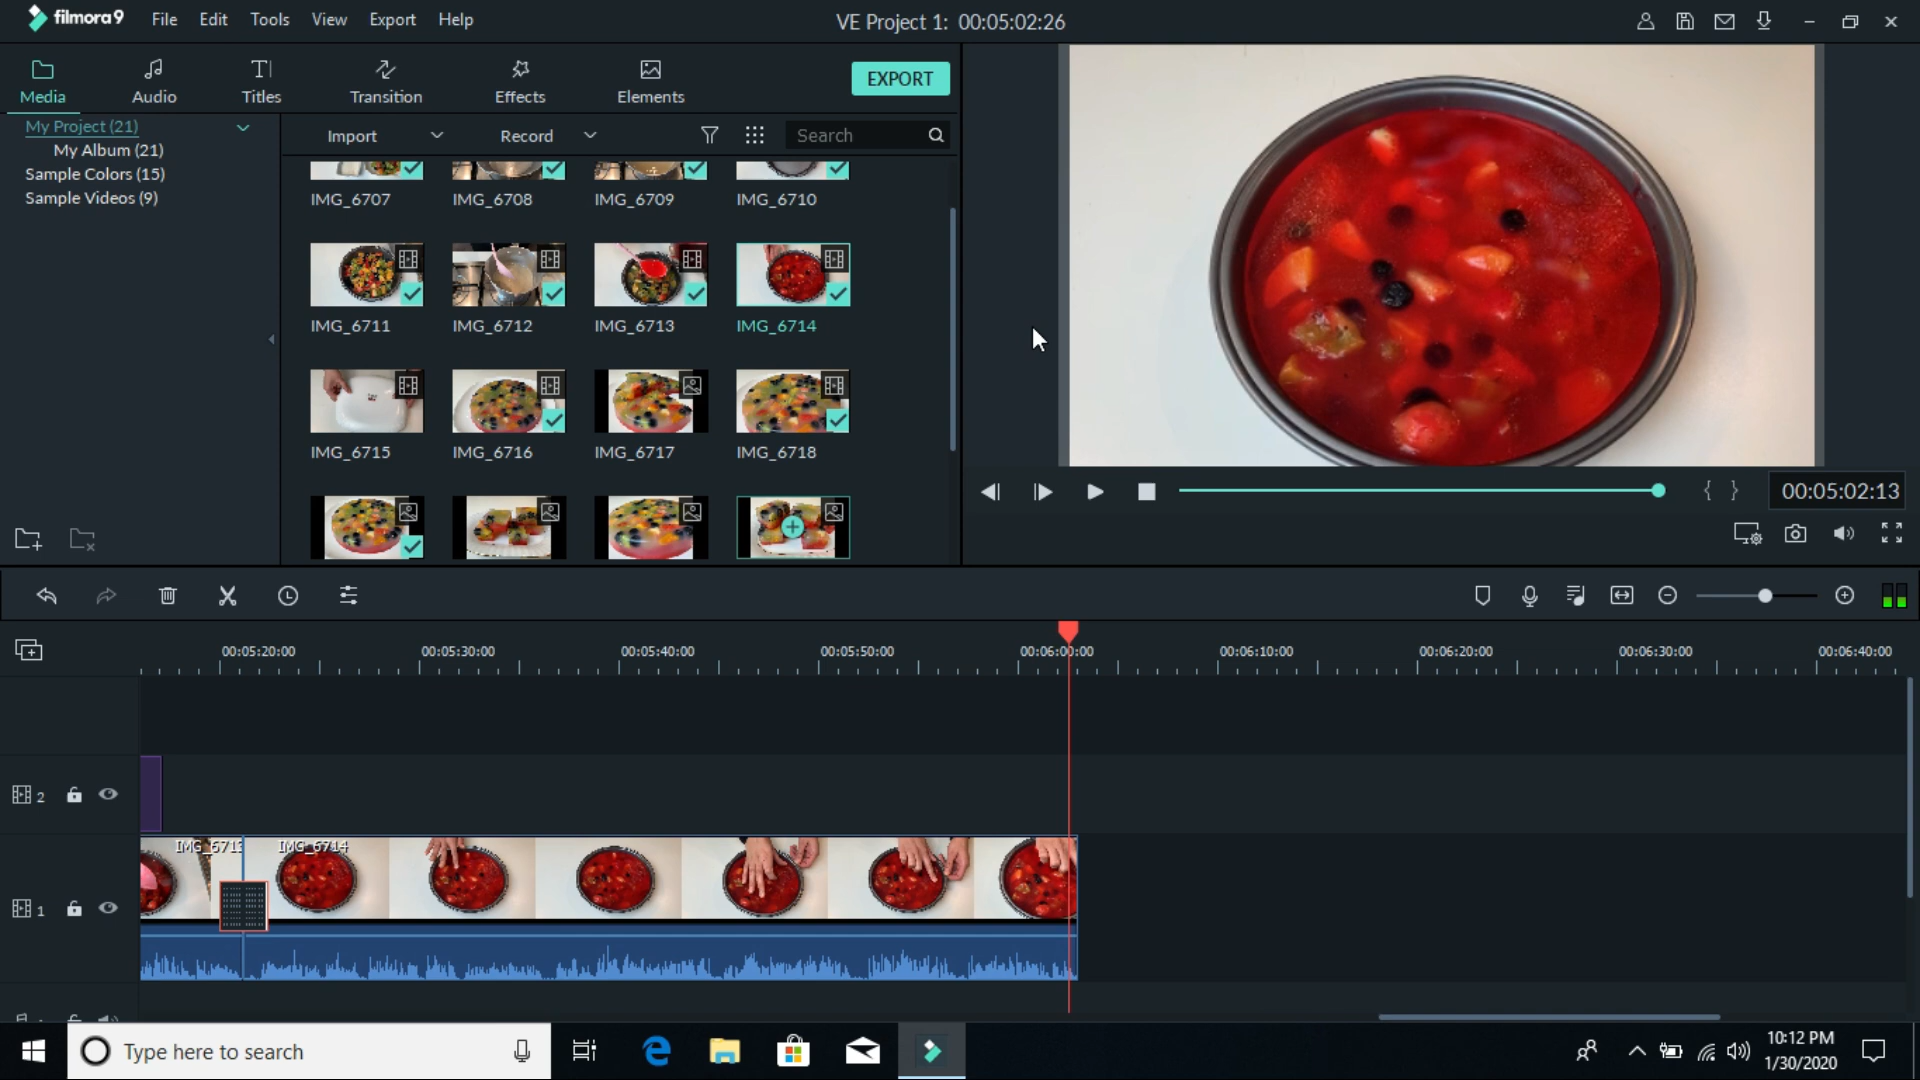 filmora9 File Edit Tools View Export Help VE Project 1: 00:05:02:26
Media Audio Titles Transition Effects Elements EXPORT
My Project (21) Import Record Search
My Album (21)
Sample Colors (15)
Sample Videos (9)
IMG_6707 IMG_6708 IMG_6709 IMG_6710
IMG_6711 IMG_6712 IMG_6713 IMG_6714
IMG_6715 IMG_6716 IMG_6717 IMG_6718
{ } 00:05:02:13
00:05:20:00 00:05:30:00 00:05:40:00 00:05:50:00 00:06:00:00 00:06:10:00 00:06:20:00 00:06:30:00 00:06:40:00
2
IMG_6713 IMG_6714
1
Type here to search 10:12 PM
1/30/2020